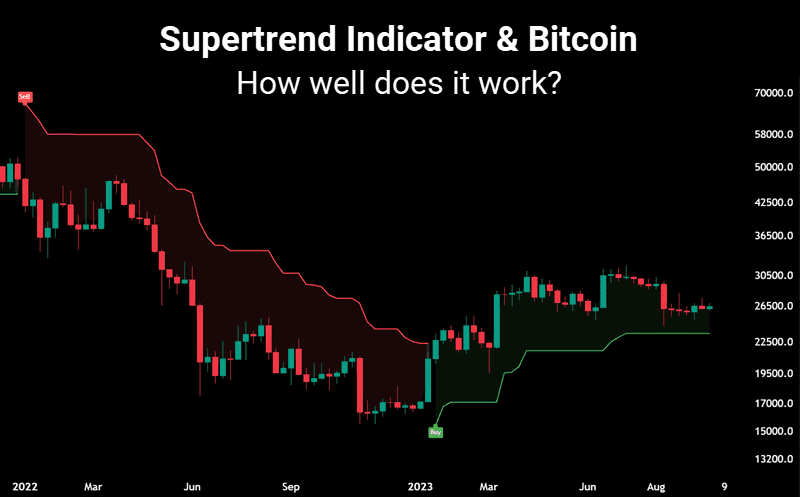 Supertrend Indicator & Bitcoin
How well does it work?
Sell
70000.0
58000.0
50000.0
42500.0
36500.0
30500.0
26500.0
22500.0
19500.0
17000.0
15000.0
13200.0
Buy
2022 Mar Jun Sep 2023 Mar Jun Aug 9